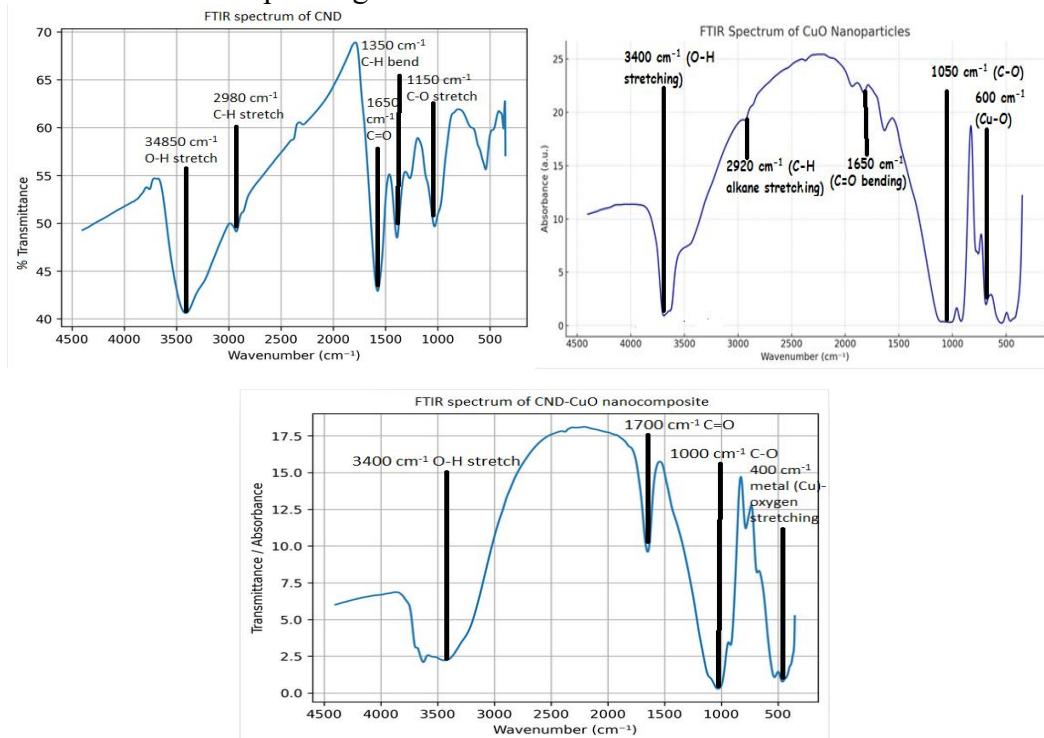 FTIR spectrum of CND
70
65
60
55
50
45
40
% Transmittance
34850 cm⁻¹
O-H stretch
2980 cm⁻¹
C-H stretch
1350 cm⁻¹
C-H bend
1650
cm⁻¹
C=O
1150 cm⁻¹
C-O stretch
4500 4000 3500 3000 2500 2000 1500 1000 500
Wavenumber (cm⁻¹)
FTIR Spectrum of CuO Nanoparticles
25
20
15
10
5
0
Absorbance (a.u.)
3400 cm⁻¹ (O-H
stretching)
2920 cm⁻¹ (C-H
alkane stretching)
1650 cm⁻¹
(C=O bending)
1050 cm⁻¹ (C-O)
600 cm⁻¹
(Cu-O)
4500 4000 3500 3000 2500 2000 1500 1000 500
Wavenumber (cm⁻¹)
FTIR spectrum of CND-CuO nanocomposite
17.5
15.0
12.5
10.0
7.5
5.0
2.5
0.0
Transmittance / Absorbance
3400 cm⁻¹ O-H stretch
1700 cm⁻¹ C=O
1000 cm⁻¹ C-O
400 cm⁻¹
metal (Cu)-
oxygen
stretching
4500 4000 3500 3000 2500 2000 1500 1000 500
Wavenumber (cm⁻¹)